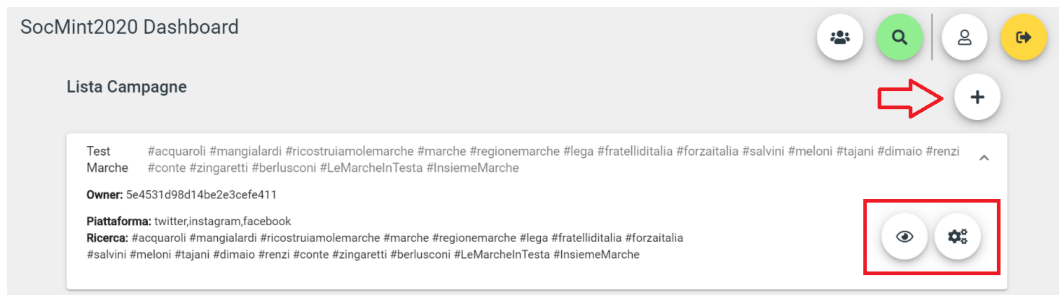 SocMint2020 Dashboard
Lista Campagne
Test #acquaroli #mangialardi #ricostruiamolemarche #marche #regionemarche #lega #fratelliditalia #forzaitalia #salvini #meloni #tajani #dimaio #renzi
Marche #conte #zingaretti #berlusconi #LeMarcheInTesta #InsiemeMarche
Owner: 5e4531d98d14be2e3cefe411
Piattaforma: twitter,instagram,facebook
Ricerca: #acquaroli #mangialardi #ricostruiamolemarche #marche #regionemarche #lega #fratelliditalia #forzaitalia
#salvini #meloni #tajani #dimaio #renzi #conte #zingaretti #berlusconi #LeMarcheInTesta #InsiemeMarche